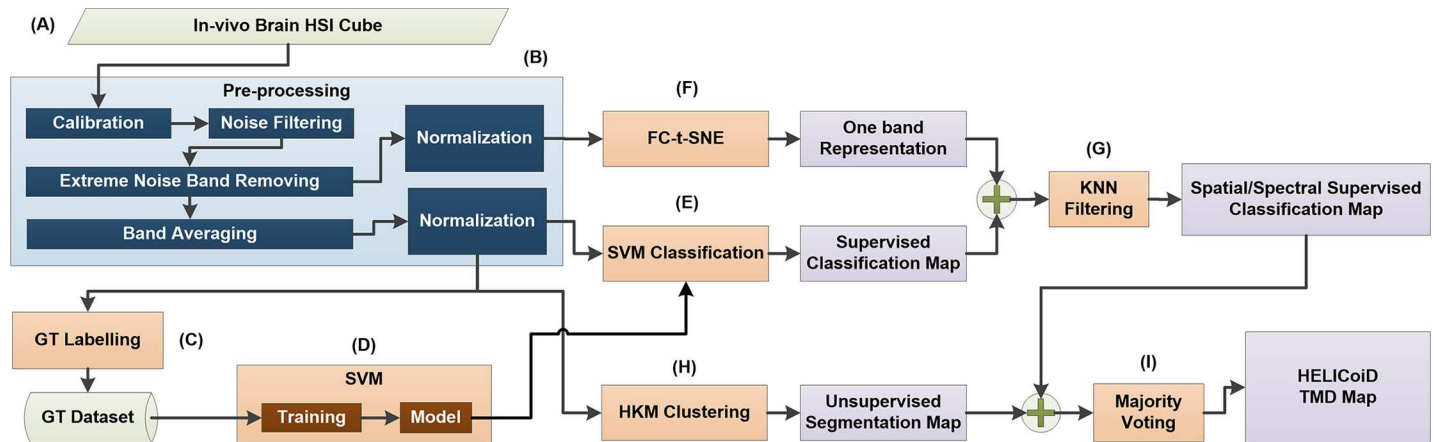 (A)
In-vivo Brain HSI Cube
(B)
Pre-processing
Calibration
Noise Filtering
Normalization
Extreme Noise Band Removing
Normalization
Band Averaging
(F)
FC-t-SNE
One band
Representation
(E)
SVM Classification
Supervised
Classification Map
(G)
KNN
Filtering
Spatial/Spectral Supervised
Classification Map
GT Labelling
(C)
GT Dataset
(D)
SVM
Training
Model
(H)
HKM Clustering
Unsupervised
Segmentation Map
(I)
Majority
Voting
HELICoiD
TMD Map